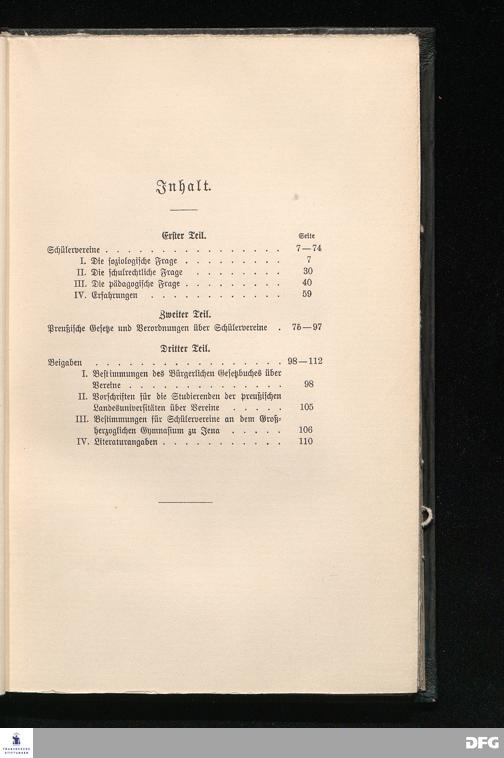 Inhalt.
Erster Teil.
Seite
Schülervereine . . . . . . . . . . . . . . . . 7—74
I. Die soziologische Frage . . . . . . . . . 7
II. Die schulrechtliche Frage . . . . . . . . 30
III. Die pädagogische Frage . . . . . . . . . 40
IV. Erfahrungen . . . . . . . . . . . . 59
Zweiter Teil.
Preußische Gesetze und Verordnungen über Schülervereine . 75—97
Dritter Teil.
Beigaben . . . . . . . . . . . . . . . . . 98—112
I. Bestimmungen des Bürgerlichen Gesetzbuches über
Vereine . . . . . . . . . . . . . . 98
II. Vorschriften für die Studierenden der preußischen
Landesuniversitäten über Vereine . . . . . 105
III. Bestimmungen für Schülervereine an dem Groß-
herzoglichen Gymnasium zu Jena . . . . . 106
IV. Literaturangaben . . . . . . . . . . . 110
FRANCKESCHE
STIFTUNGEN
DFG